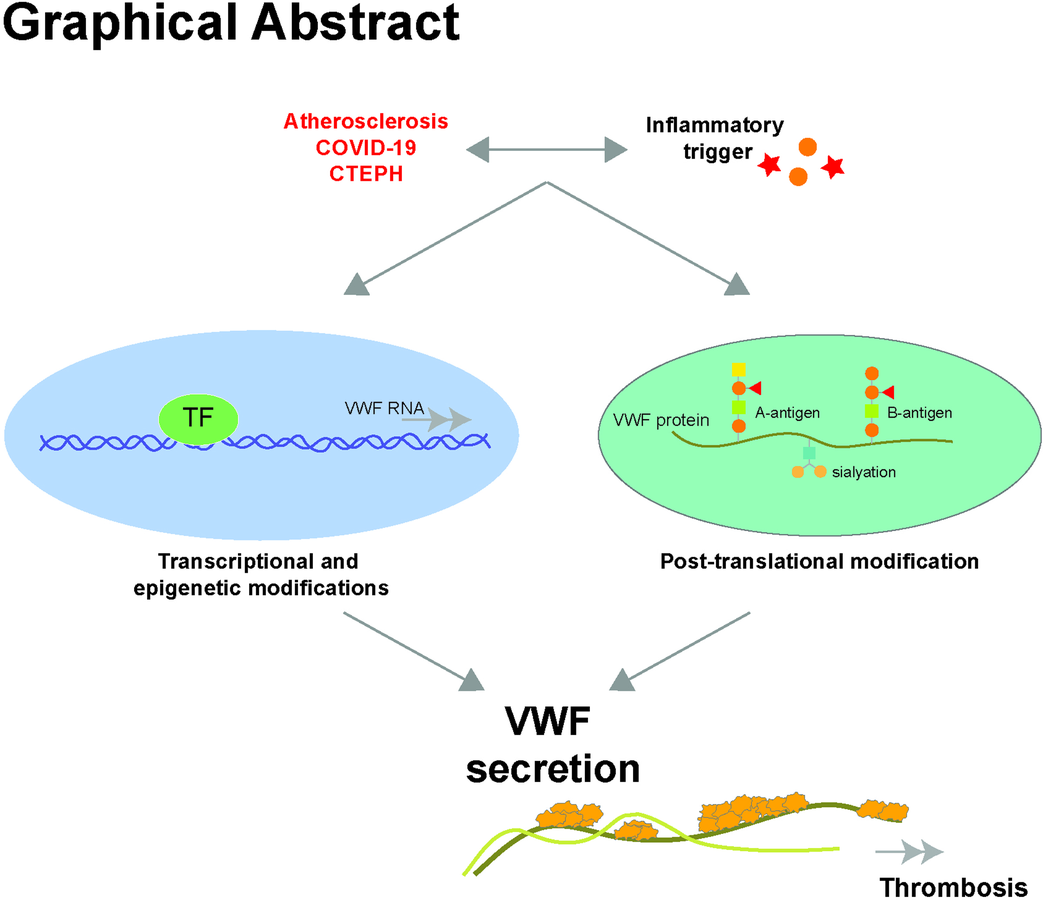 Graphical Abstract
Atherosclerosis
COVID-19
CTEPH
Inflammatory
trigger
TF
VWF RNA
VWF protein
A-antigen
B-antigen
sialyation
Transcriptional and
epigenetic modifications
Post-translational modification
VWF
secretion
Thrombosis